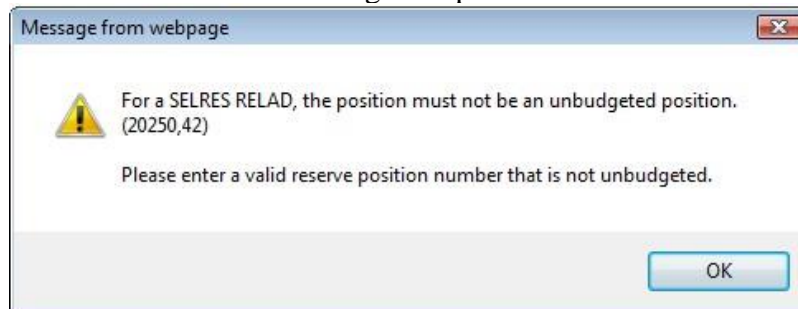 Message from webpage
For a SELRES RELAD, the position must not be an unbudgeted position.
(20250,42)
Please enter a valid reserve position number that is not unbudgeted.
OK